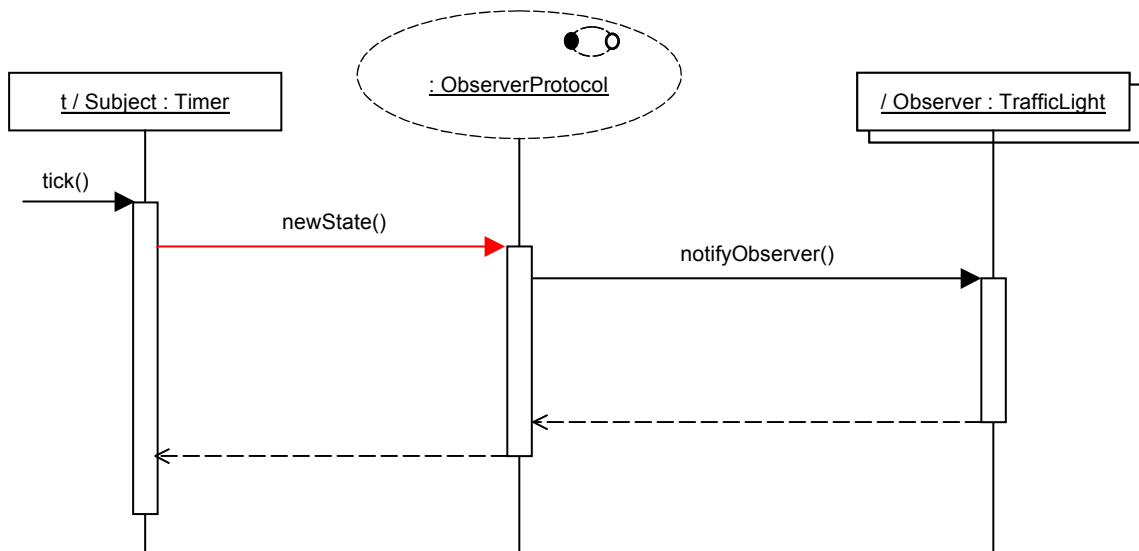 t / Subject : Timer
: ObserverProtocol
/ Observer : TrafficLight
tick()
newState()
notifyObserver()